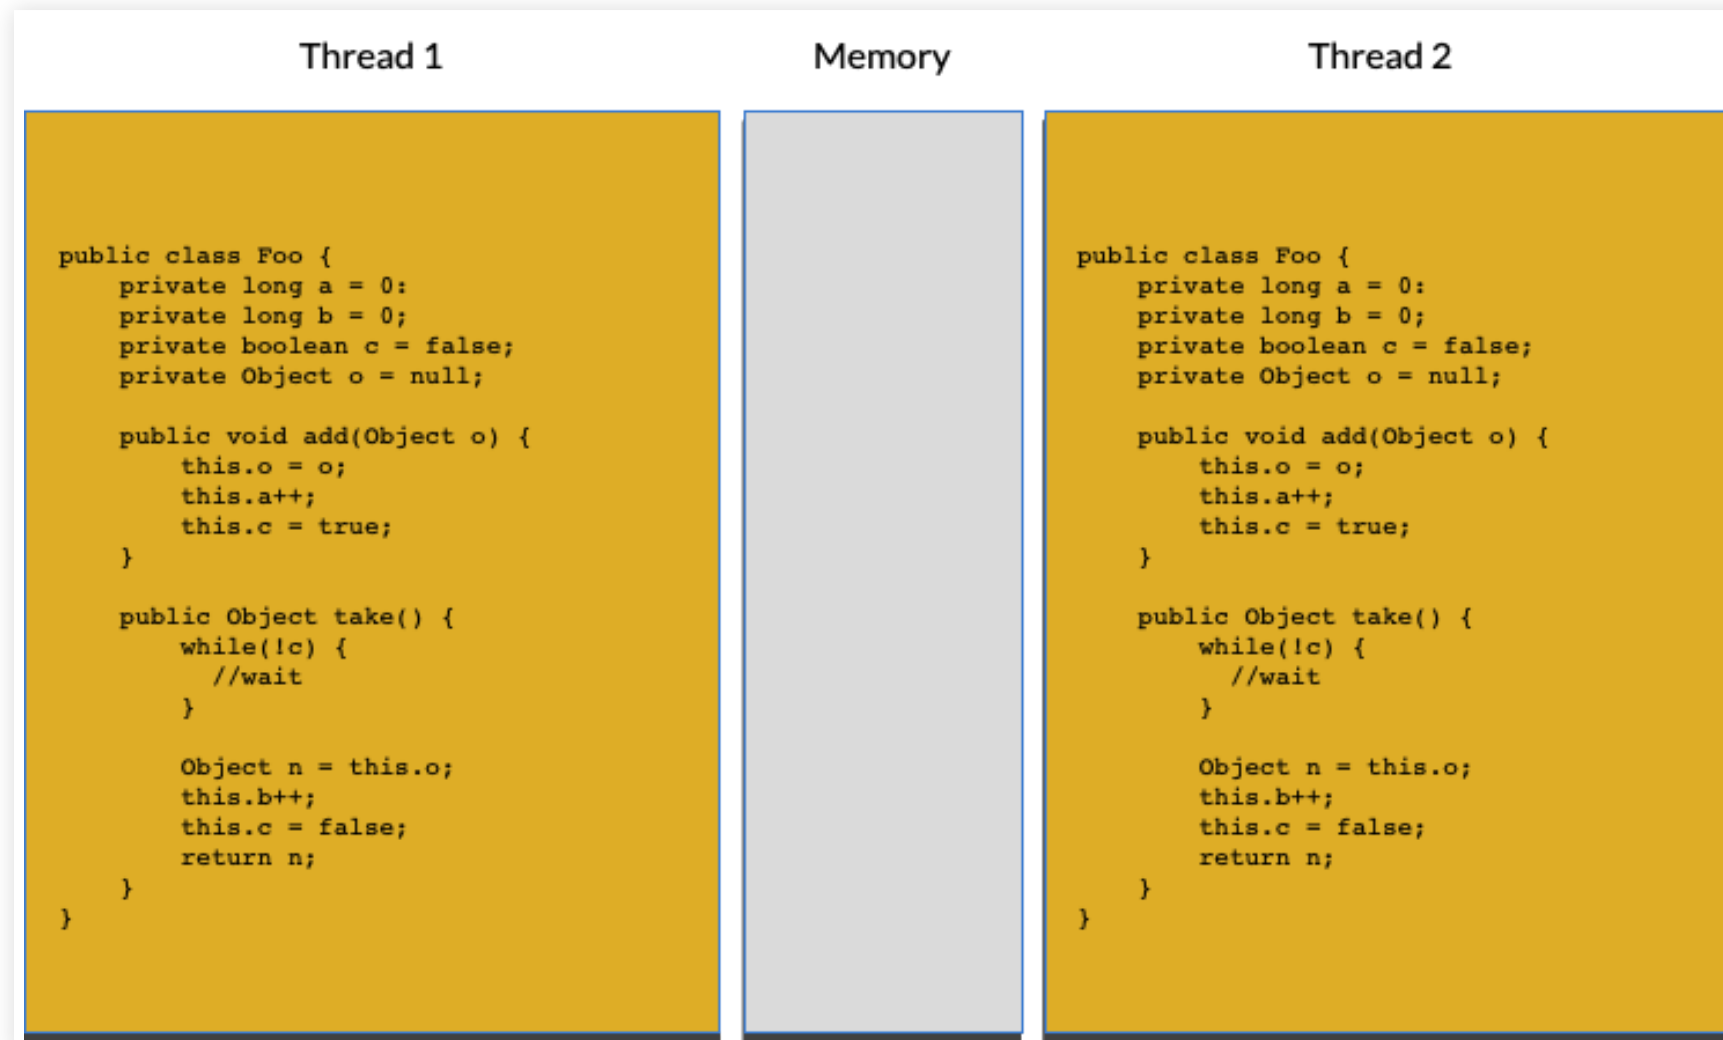 Thread 1
Memory
Thread 2
public class Foo {
    private long a = 0:
    private long b = 0;
    private boolean c = false;
    private Object o = null;

    public void add(Object o) {
        this.o = o;
        this.a++;
        this.c = true;
    }

    public Object take() {
        while(!c) {
          //wait
        }

        Object n = this.o;
        this.b++;
        this.c = false;
        return n;
    }
}
public class Foo {
    private long a = 0:
    private long b = 0;
    private boolean c = false;
    private Object o = null;

    public void add(Object o) {
        this.o = o;
        this.a++;
        this.c = true;
    }

    public Object take() {
        while(!c) {
          //wait
        }

        Object n = this.o;
        this.b++;
        this.c = false;
        return n;
    }
}